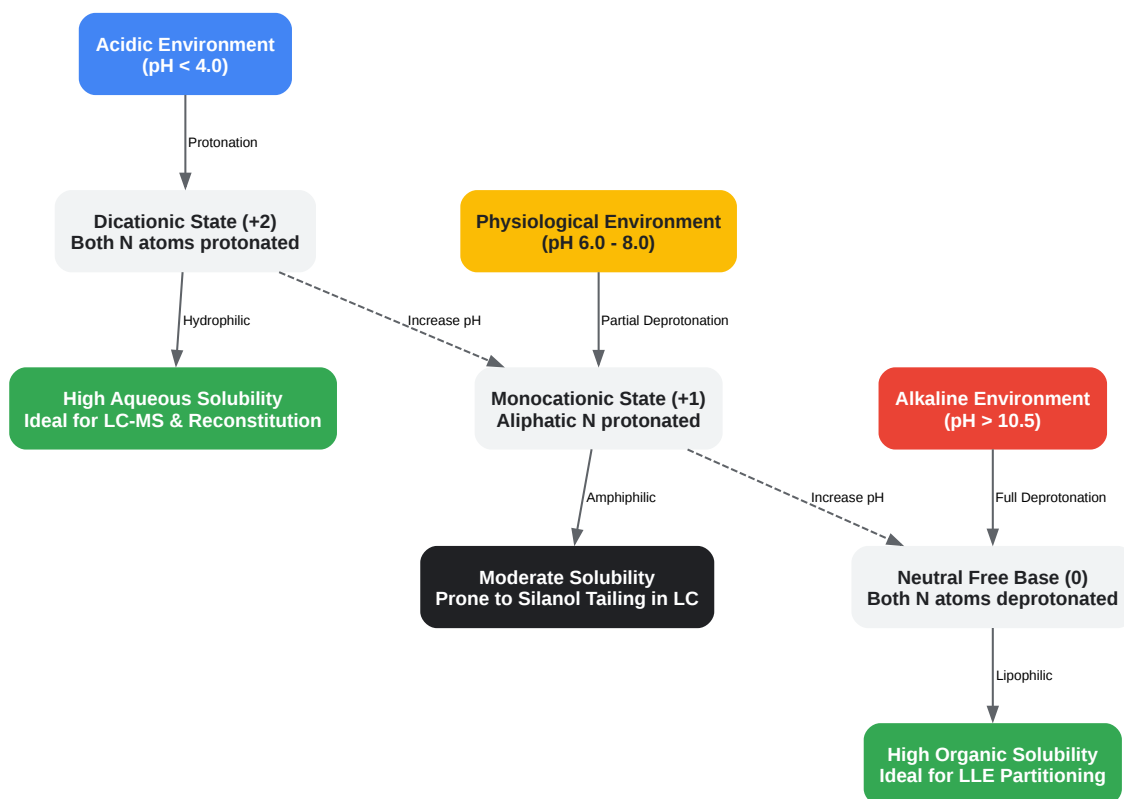 Acidic Environment
(pH < 4.0)
Protonation
Dicationic State (+2)
Both N atoms protonated
Physiological Environment
(pH 6.0 - 8.0)
Hydrophilic
Increase pH
Partial Deprotonation
High Aqueous Solubility
Ideal for LC-MS & Reconstitution
Monocationic State (+1)
Aliphatic N protonated
Alkaline Environment
(pH > 10.5)
Amphiphilic
Increase pH
Full Deprotonation
Moderate Solubility
Prone to Silanol Tailing in LC
Neutral Free Base (0)
Both N atoms deprotonated
Lipophilic
High Organic Solubility
Ideal for LLE Partitioning